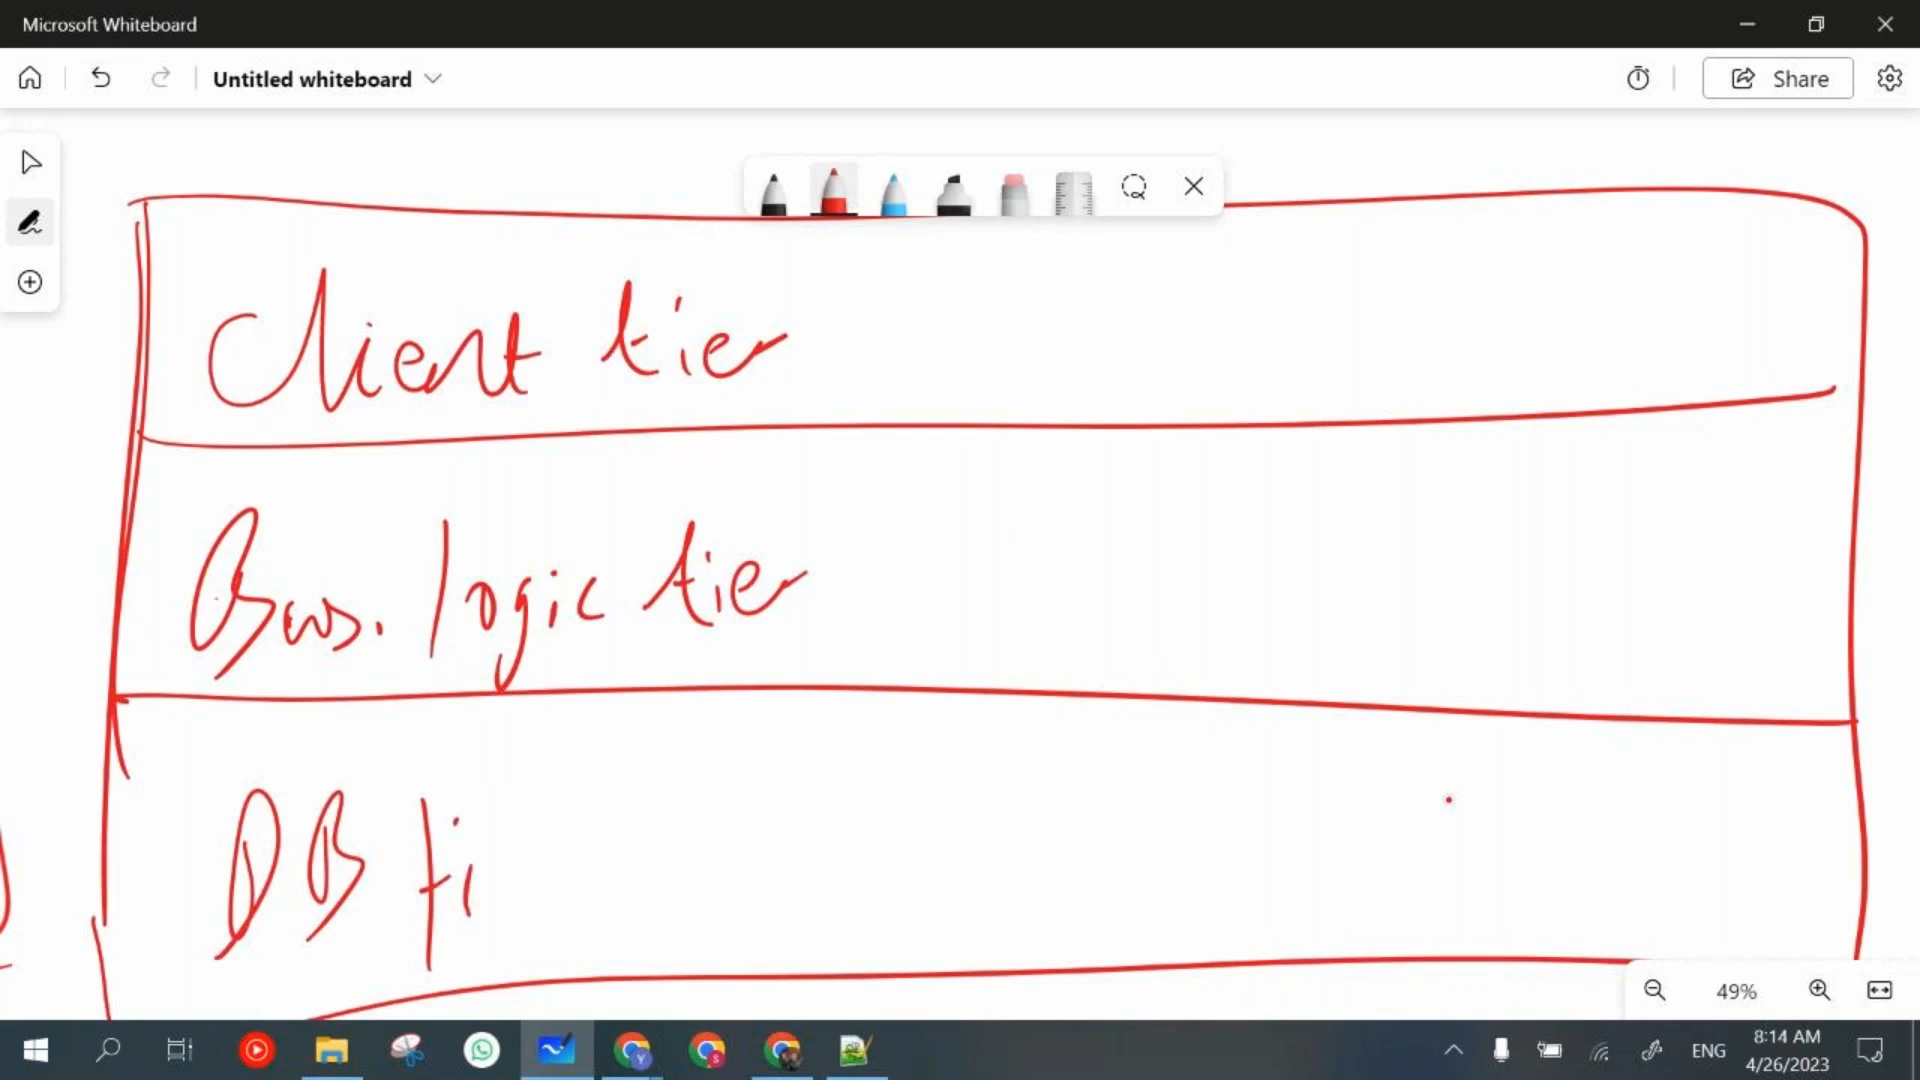 Microsoft Whiteboard
Untitled whiteboard
Share
Client tier
Bus. logic tier
DB ti
49%
ENG
8:14 AM
4/26/2023